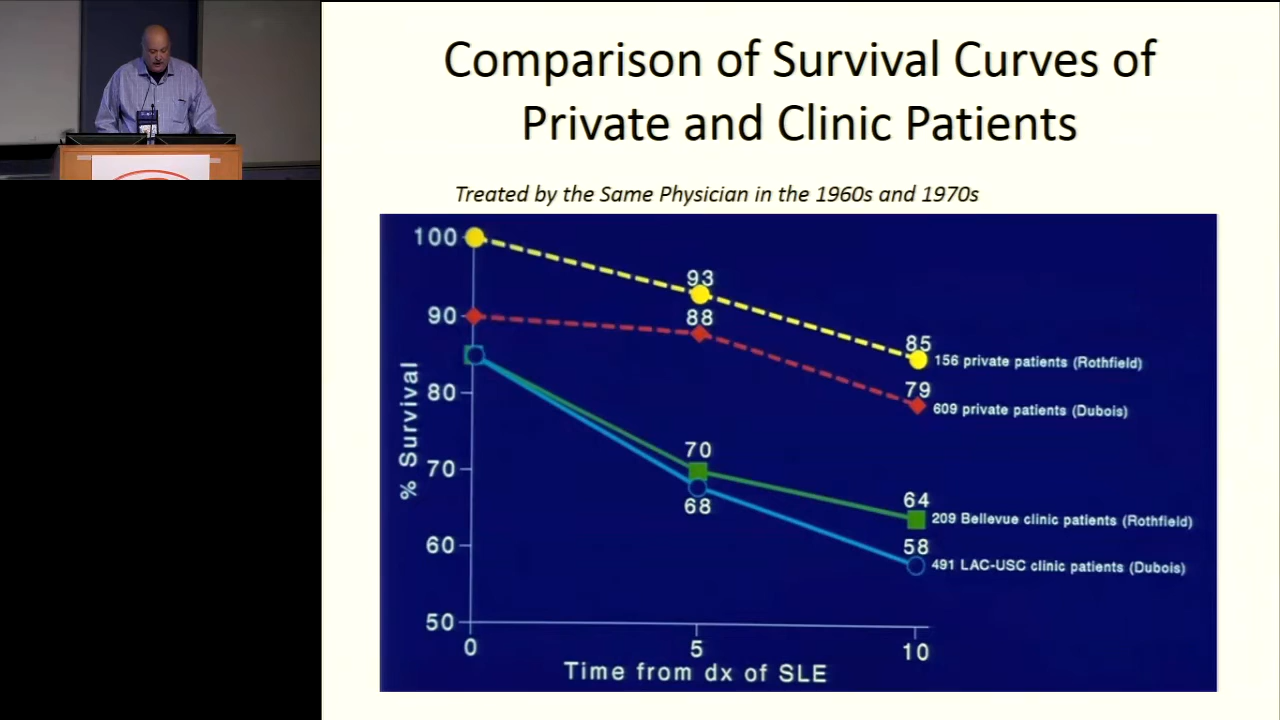 Comparison of Survival Curves of
Private and Clinic Patients
Treated by the Same Physician in the 1960s and 1970s
100
93
88
90
85
156 private patients (Rothfield)
79
609 private patients (Dubois)
80
% Survival
70
70
68
64
209 Bellevue clinic patients (Rothfield)
60
58
491 LAC-USC clinic patients (Dubois)
50
0
5
10
Time from dx of SLE